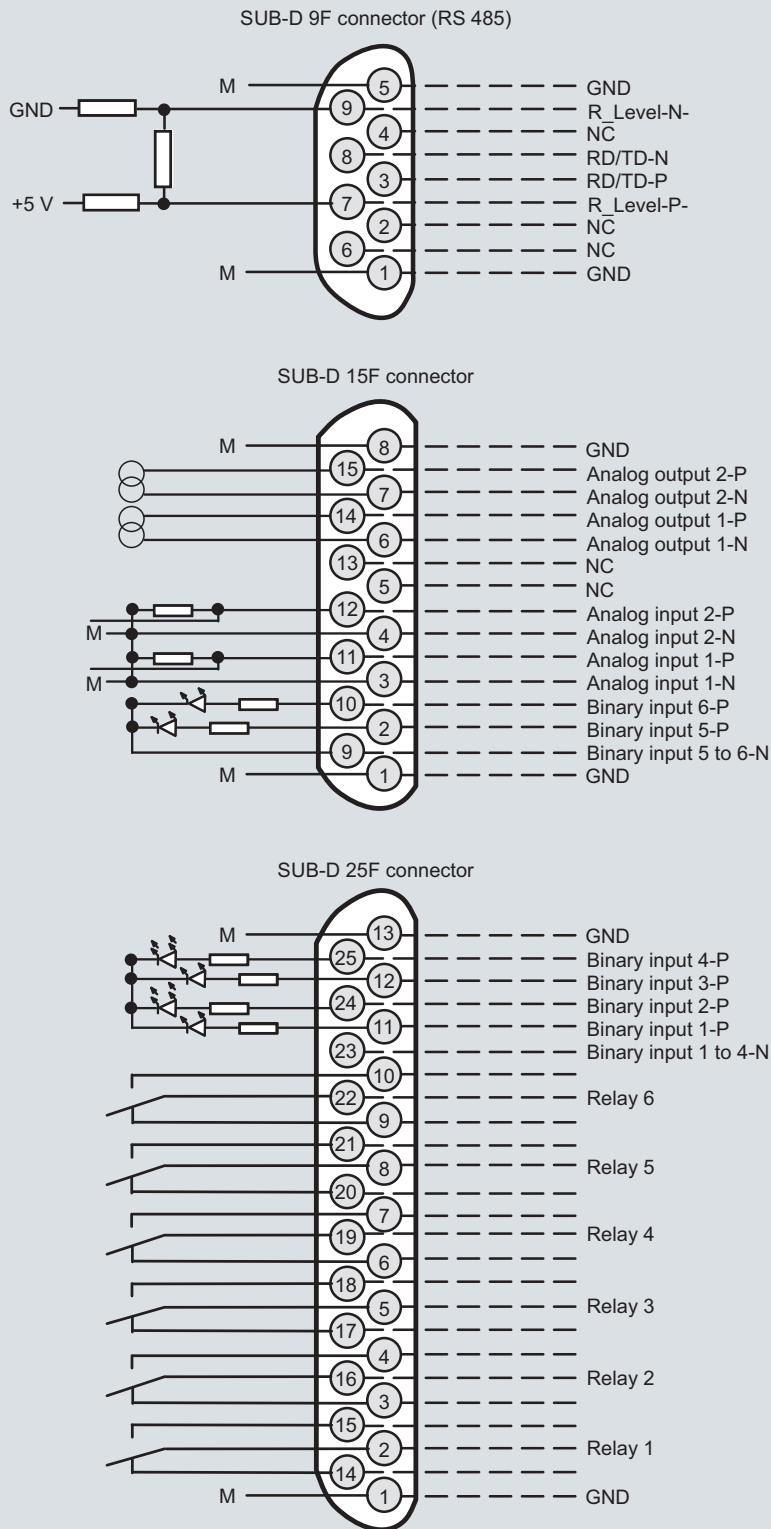 SUB-D 9F connector (RS 485)
M 5 GND
GND 9 R_Level-N-
4 NC
8 RD/TD-N
3 RD/TD-P
+5 V 7 R_Level-P-
2 NC
6 NC
M 1 GND
SUB-D 15F connector
M 8 GND
15 Analog output 2-P
7 Analog output 2-N
14 Analog output 1-P
6 Analog output 1-N
13 NC
5 NC
12 Analog input 2-P
M 4 Analog input 2-N
11 Analog input 1-P
M 3 Analog input 1-N
10 Binary input 6-P
2 Binary input 5-P
9 Binary input 5 to 6-N
M 1 GND
SUB-D 25F connector
M 13 GND
25 Binary input 4-P
12 Binary input 3-P
24 Binary input 2-P
11 Binary input 1-P
23 Binary input 1 to 4-N
10
22 Relay 6
9
21
8 Relay 5
20
7
19 Relay 4
6
18
5 Relay 3
17
4
16 Relay 2
3
15
2 Relay 1
14
M 1 GND